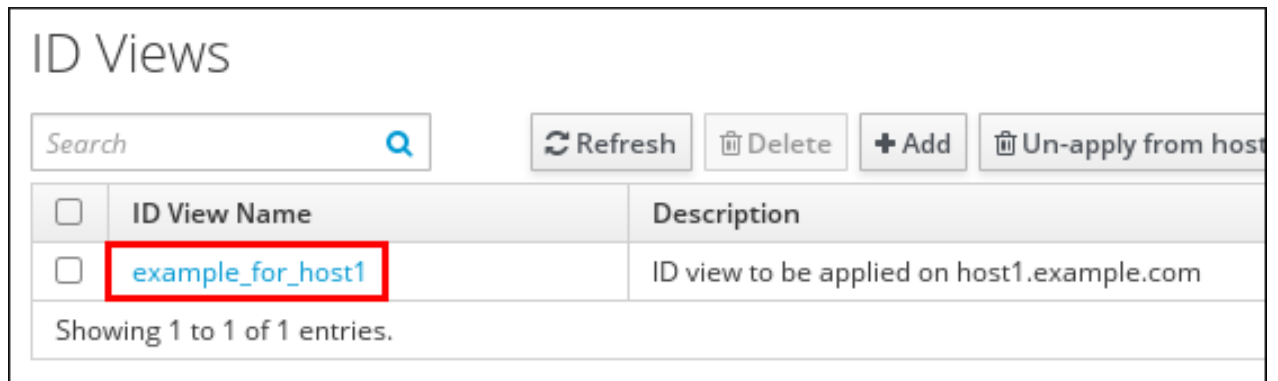 ID Views
Search Refresh Delete Add Un-apply from host
ID View Name Description
example_for_host1 ID view to be applied on host1.example.com
Showing 1 to 1 of 1 entries.